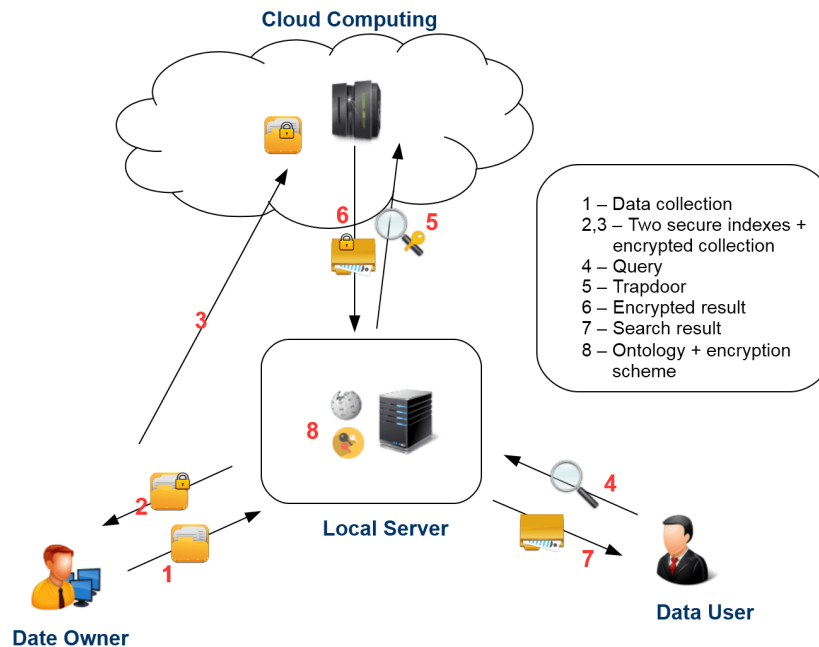 Cloud Computing
6
5
3
1 – Data collection
2,3 – Two secure indexes +
encrypted collection
4 – Query
5 – Trapdoor
6 – Encrypted result
7 – Search result
8 – Ontology + encryption
scheme
8
2
1
4
7
Local Server
Data User
Date Owner